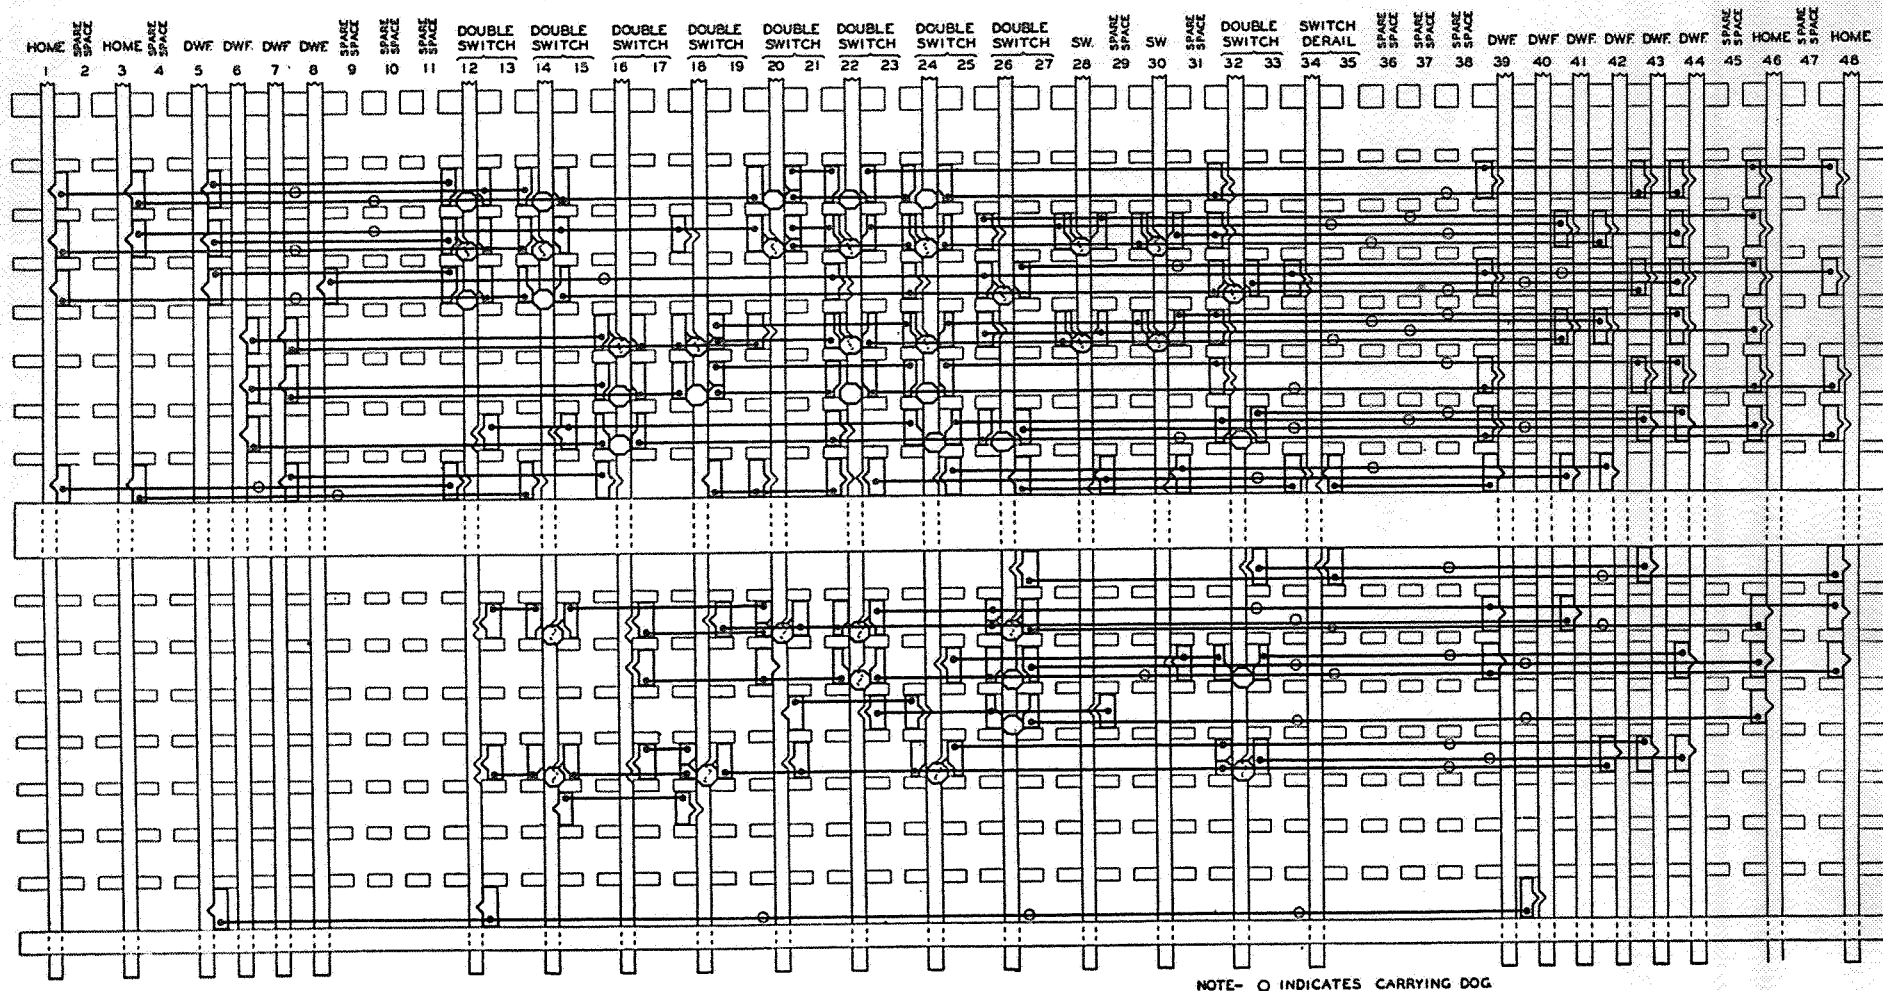 HOME SPARE SPACE HOME SPARE SPACE DWF. DWF. DWF. DWF. SPARE SPACE SPARE SPACE SPARE SPACE DOUBLE SWITCH DOUBLE SWITCH DOUBLE SWITCH DOUBLE SWITCH DOUBLE SWITCH DOUBLE SWITCH DOUBLE SWITCH DOUBLE SWITCH SW. SPARE SPACE SW. SPARE SPACE DOUBLE SWITCH SWITCH DERAIL SPARE SPACE SPARE SPACE SPARE SPACE DWF. DWF. DWF. DWF. DWF. DWF. SPARE SPACE HOME SPARE SPACE HOME
1 2 3 4 5 6 7 8 9 10 11 12 13 14 15 16 17 18 19 20 21 22 23 24 25 26 27 28 29 30 31 32 33 34 35 36 37 38 39 40 41 42 43 44 45 46 47 48
NOTE- O INDICATES CARRYING DOG